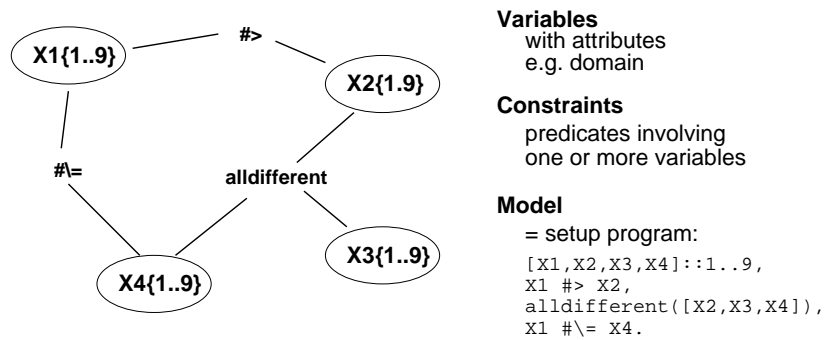 X1{1..9}
#>
X2{1.9}
#\=
alldifferent
X3{1..9}
X4{1..9}
Variables
with attributes
e.g. domain
Constraints
predicates involving
one or more variables
Model
= setup program:
[X1,X2,X3,X4]::1..9,
X1 #> X2,
alldifferent([X2,X3,X4]),
X1 #\= X4.